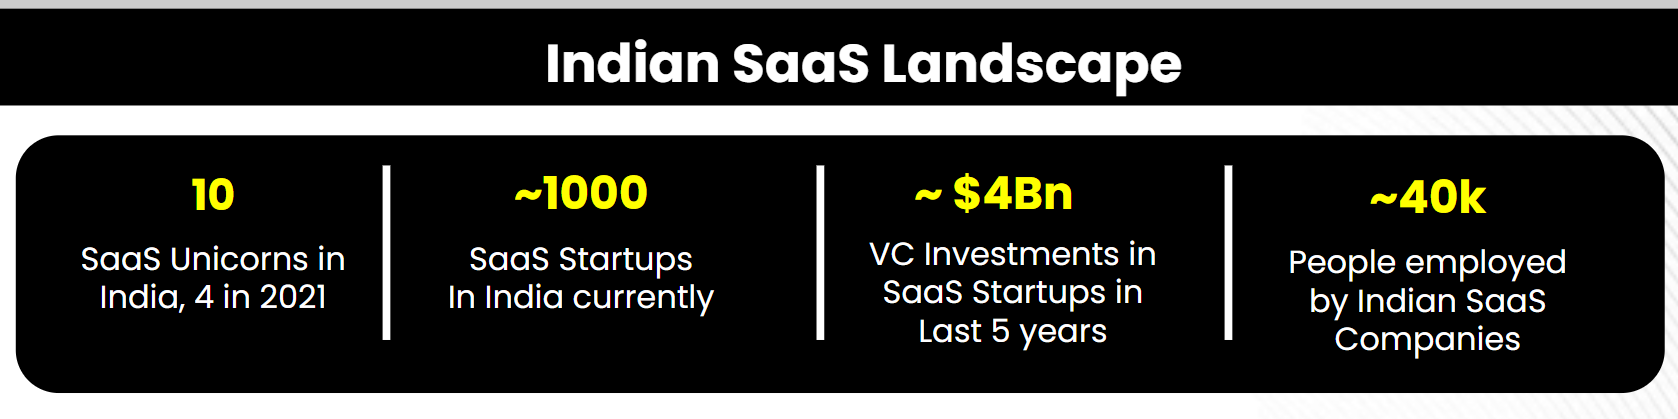 Indian SaaS Landscape
10
SaaS Unicorns in
India, 4 in 2021
~1000
SaaS Startups
In India currently
~ $4Bn
VC Investments in
SaaS Startups in
Last 5 years
~40k
People employed
by Indian SaaS
Companies